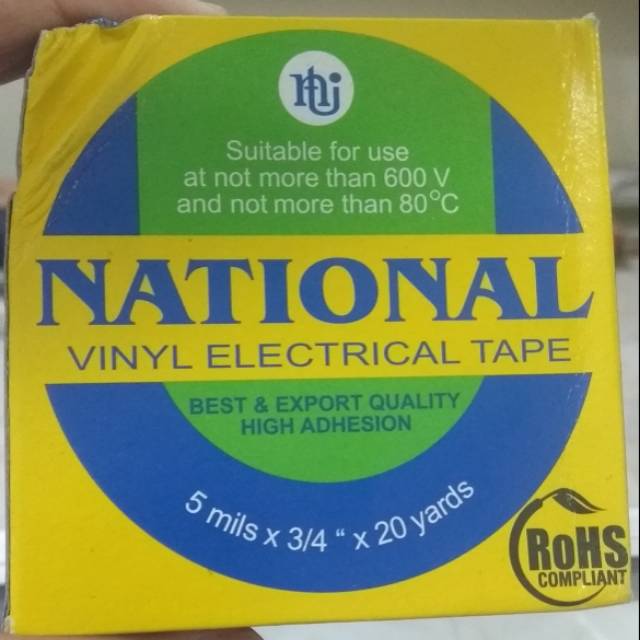 Suitable for use
at not more than 600 V
and not more than 80°C
NATIONAL
VINYL ELECTRICAL TAPE
BEST & EXPORT QUALITY
HIGH ADHESION
5 mils x 3/4 “ x 20 yards
RoHS
COMPLIANT